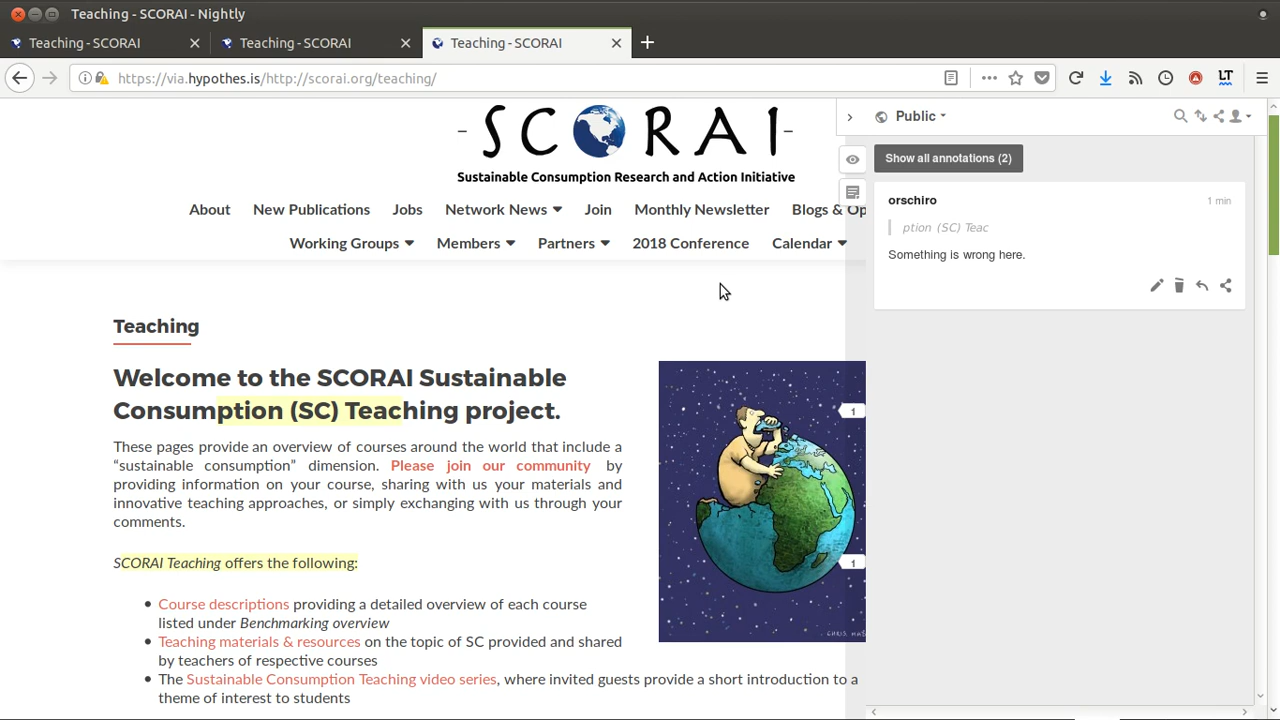 Teaching - SCORAI - Nightly
Teaching - SCORAI
Teaching - SCORAI
Teaching - SCORAI
https://via.hypothes.is/http://scorai.org/teaching/
LT
-SCORAI-
Sustainable Consumption Research and Action Initiative
About New Publications Jobs Network News Join Monthly Newsletter Blogs & Op
Working Groups Members Partners 2018 Conference Calendar
Public
Show all annotations (2)
orschiro 1 min
ption (SC) Teac
Something is wrong here.
Teaching
Welcome to the SCORAI Sustainable
Consumption (SC) Teaching project.
These pages provide an overview of courses around the world that include a
“sustainable consumption” dimension. Please join our community by
providing information on your course, sharing with us your materials and
innovative teaching approaches, or simply exchanging with us through your
comments.
SCORAI Teaching offers the following:
• Course descriptions providing a detailed overview of each course
listed under Benchmarking overview
• Teaching materials & resources on the topic of SC provided and shared
by teachers of respective courses
• The Sustainable Consumption Teaching video series, where invited guests provide a short introduction to a
theme of interest to students
1
1